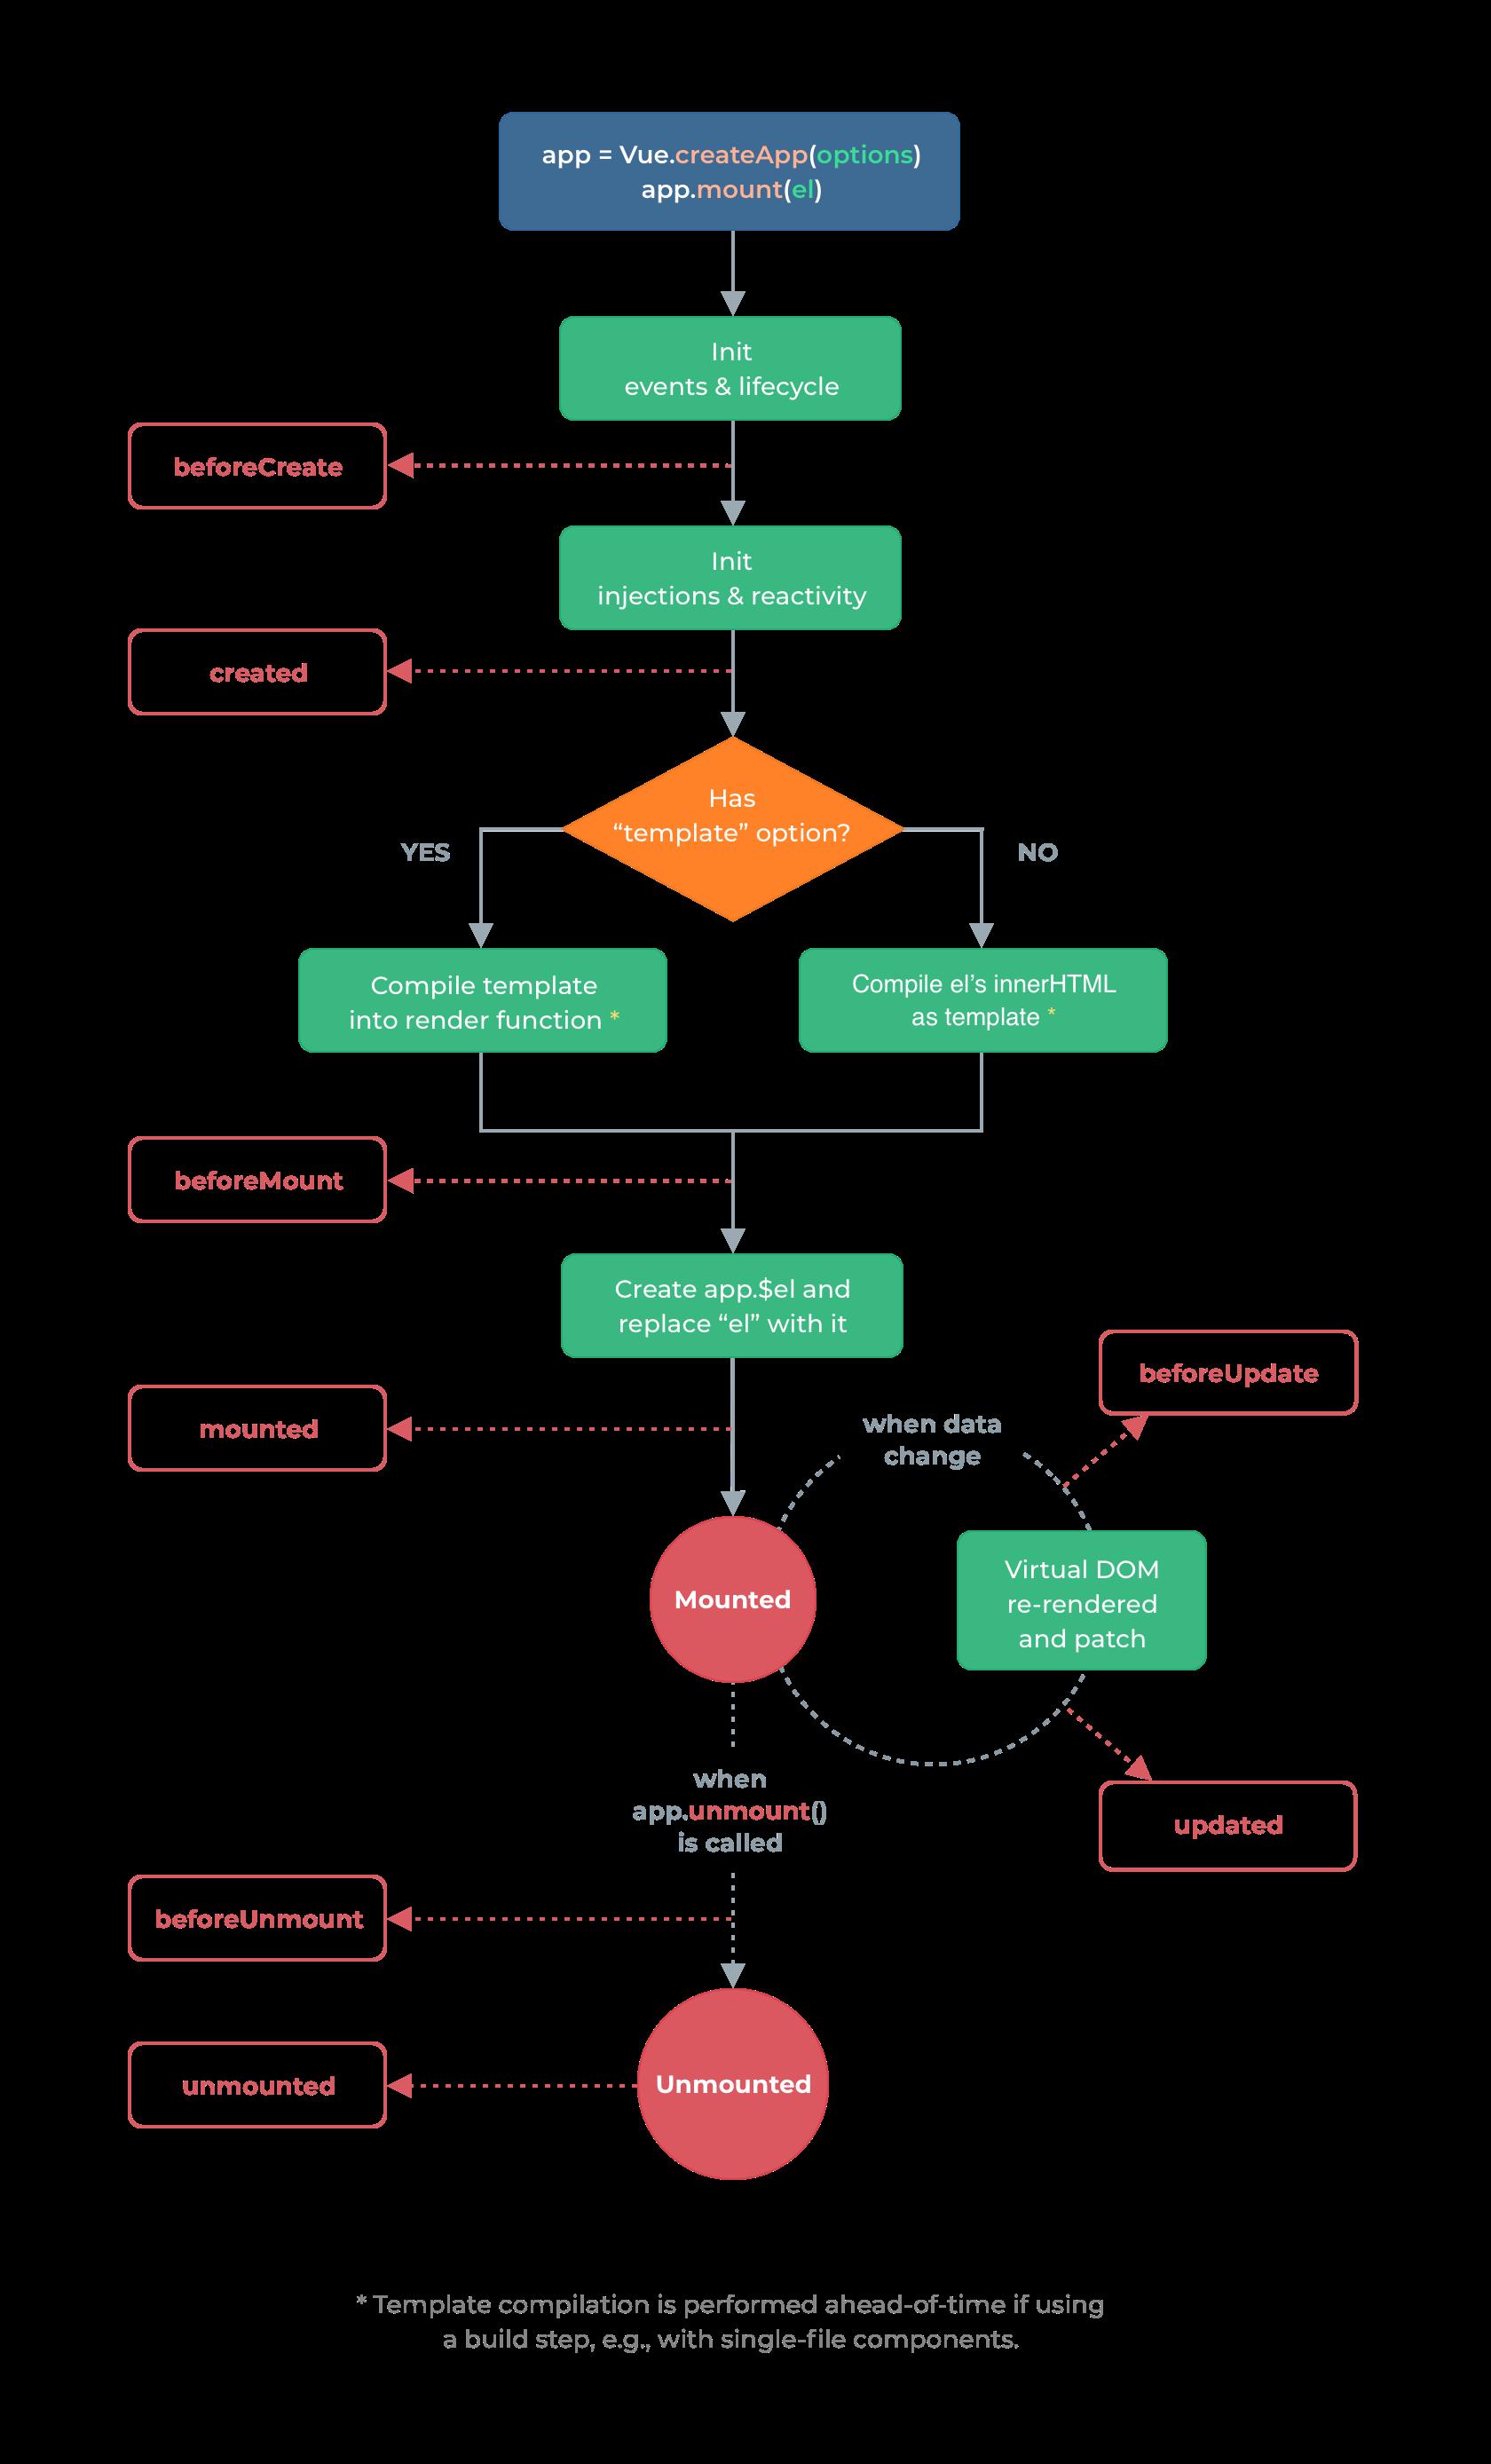 app = Vue.createApp(options)
app.mount(el)
Init
events & lifecycle
beforeCreate
Init
injections & reactivity
created
Has
“template” option?
YES
NO
Compile template
into render function *
Compile el’s innerHTML
as template *
beforeMount
Create app.$el and
replace “el” with it
beforeUpdate
mounted
when data
change
Mounted
Virtual DOM
re-rendered
and patch
when
app.unmount()
is called
updated
beforeUnmount
unmounted
Unmounted
* Template compilation is performed ahead-of-time if using
a build step, e.g., with single-file components.